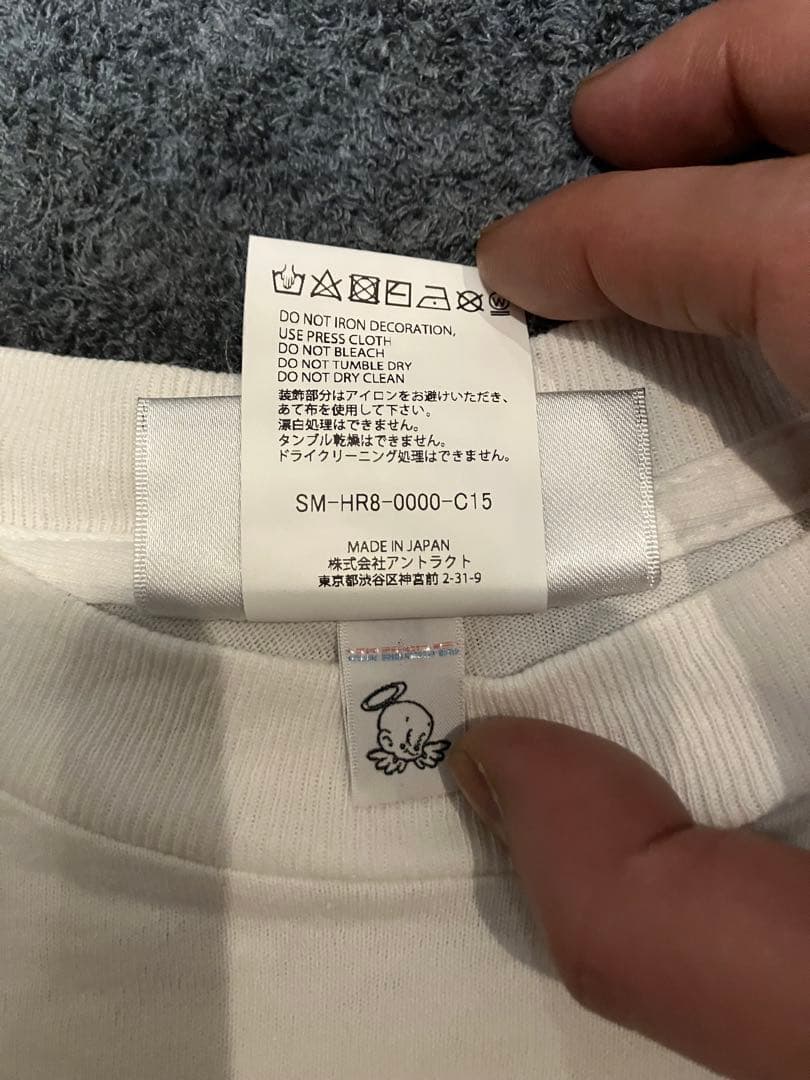 W
DO NOT IRON DECORATION,
USE PRESS CLOTH
DO NOT BLEACH
DO NOT TUMBLE DRY
DO NOT DRY CLEAN
装飾部分はアイロンをお避けいただき、
あて布を使用して下さい。
漂白処理はできません。
タンブル乾燥はできません。
ドライクリーニング処理はできません。
SM-HR8-0000-C15
MADE IN JAPAN
株式会社アントラクト
東京都渋谷区神宮前 2-31-9